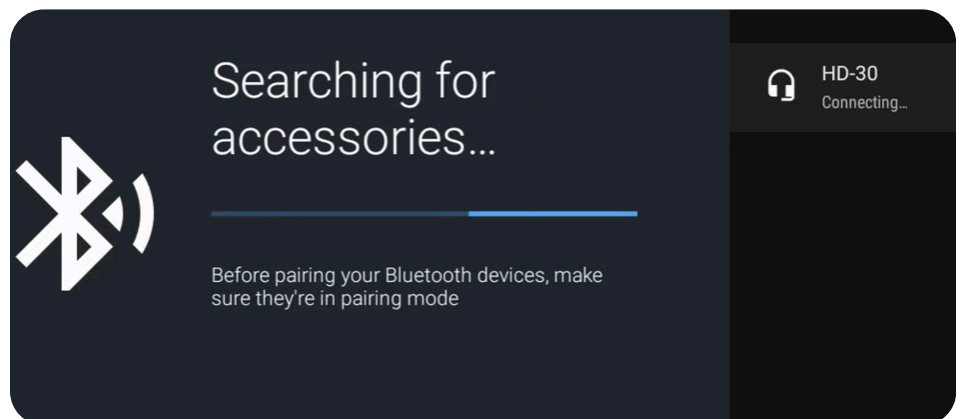 Searching for
accessories...
Before pairing your Bluetooth devices, make
sure they're in pairing mode
HD-30
Connecting...